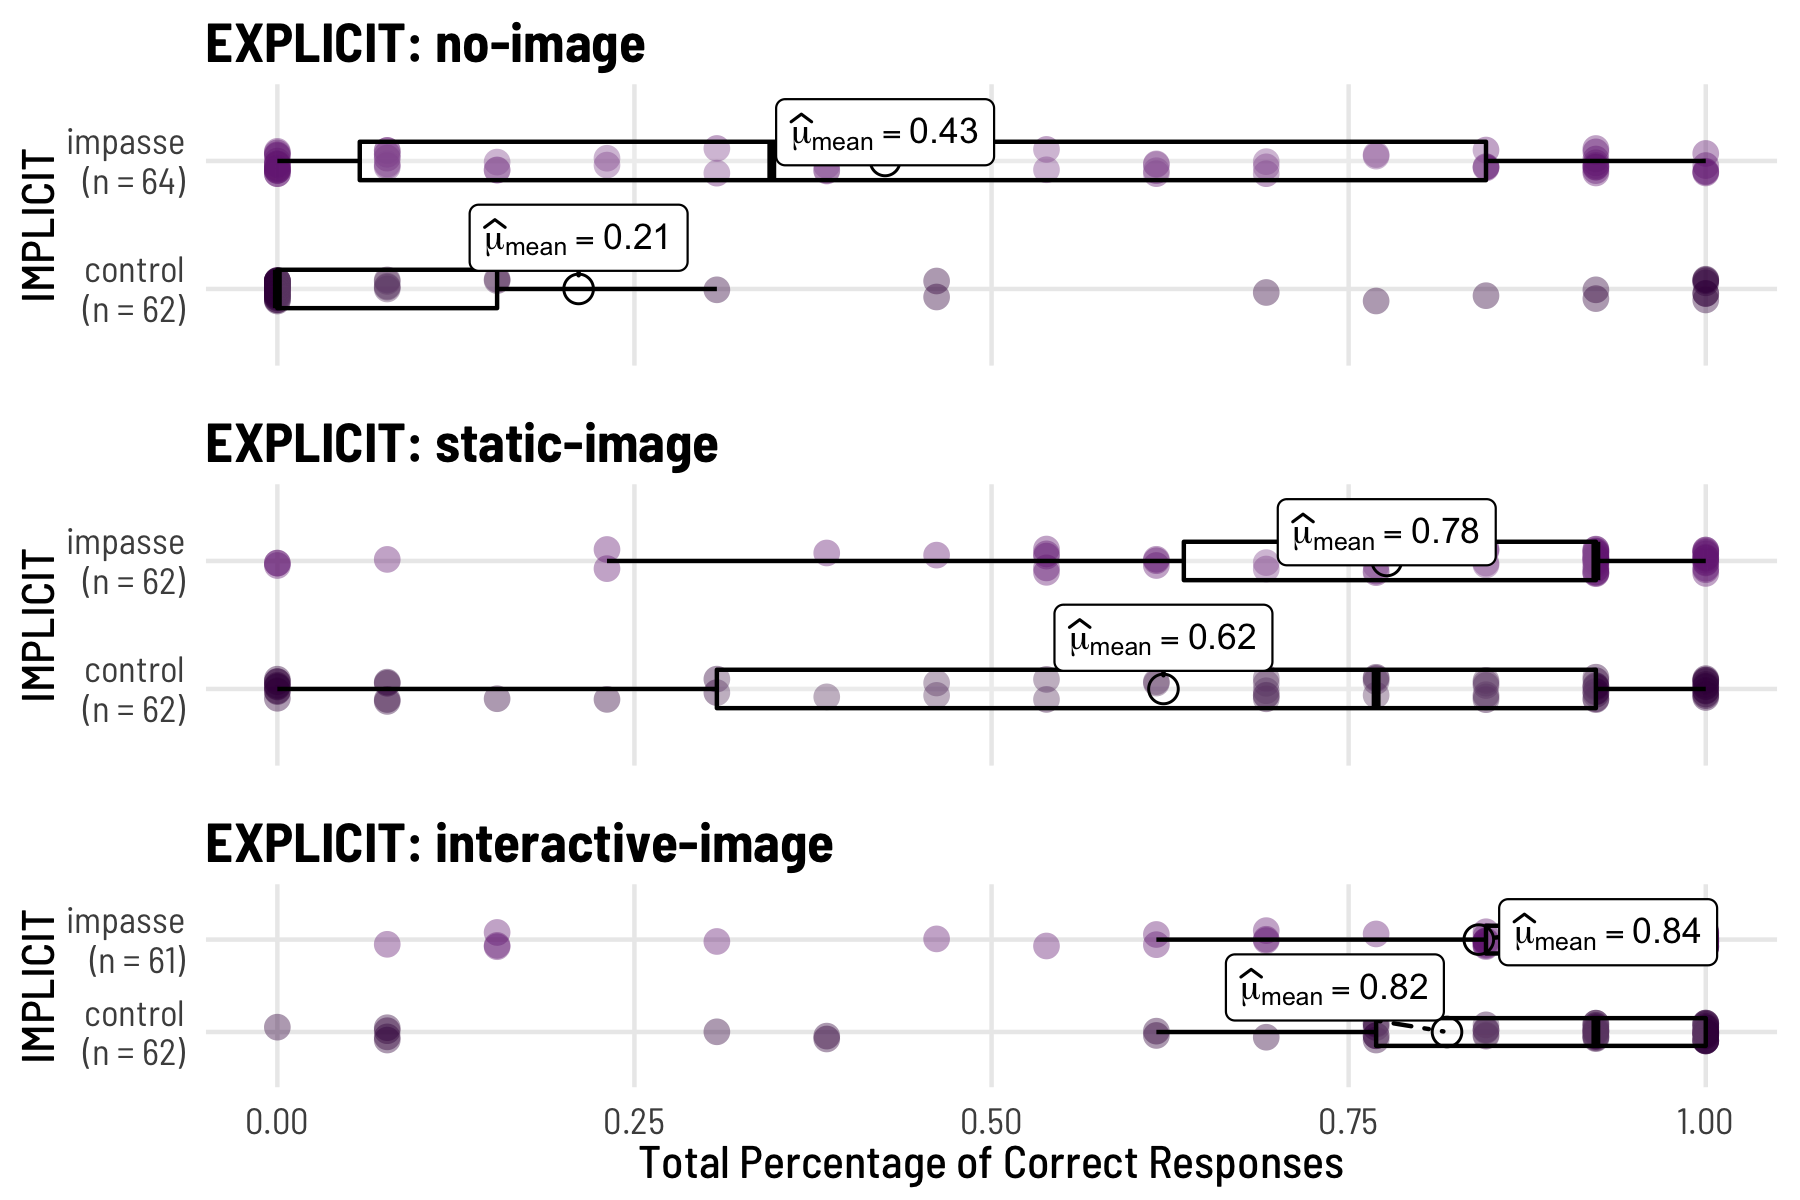 EXPLICIT: no-image
IMPLICIT
impasse
(n = 64)
μ̂mean = 0.43
control
(n = 62)
μ̂mean = 0.21
EXPLICIT: static-image
IMPLICIT
impasse
(n = 62)
μ̂mean = 0.78
control
(n = 62)
μ̂mean = 0.62
EXPLICIT: interactive-image
IMPLICIT
impasse
(n = 61)
μ̂mean = 0.84
control
(n = 62)
μ̂mean = 0.82
0.00 0.25 0.50 0.75 1.00
Total Percentage of Correct Responses